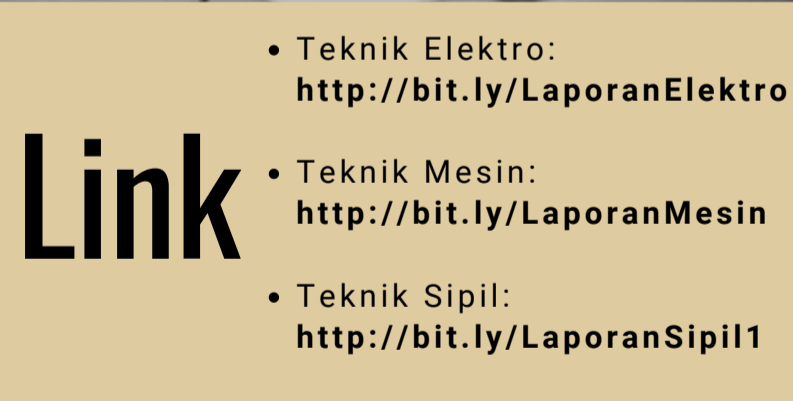 Link
• Teknik Elektro:
http://bit.ly/LaporanElektro
• Teknik Mesin:
http://bit.ly/LaporanMesin
• Teknik Sipil:
http://bit.ly/LaporanSipil1